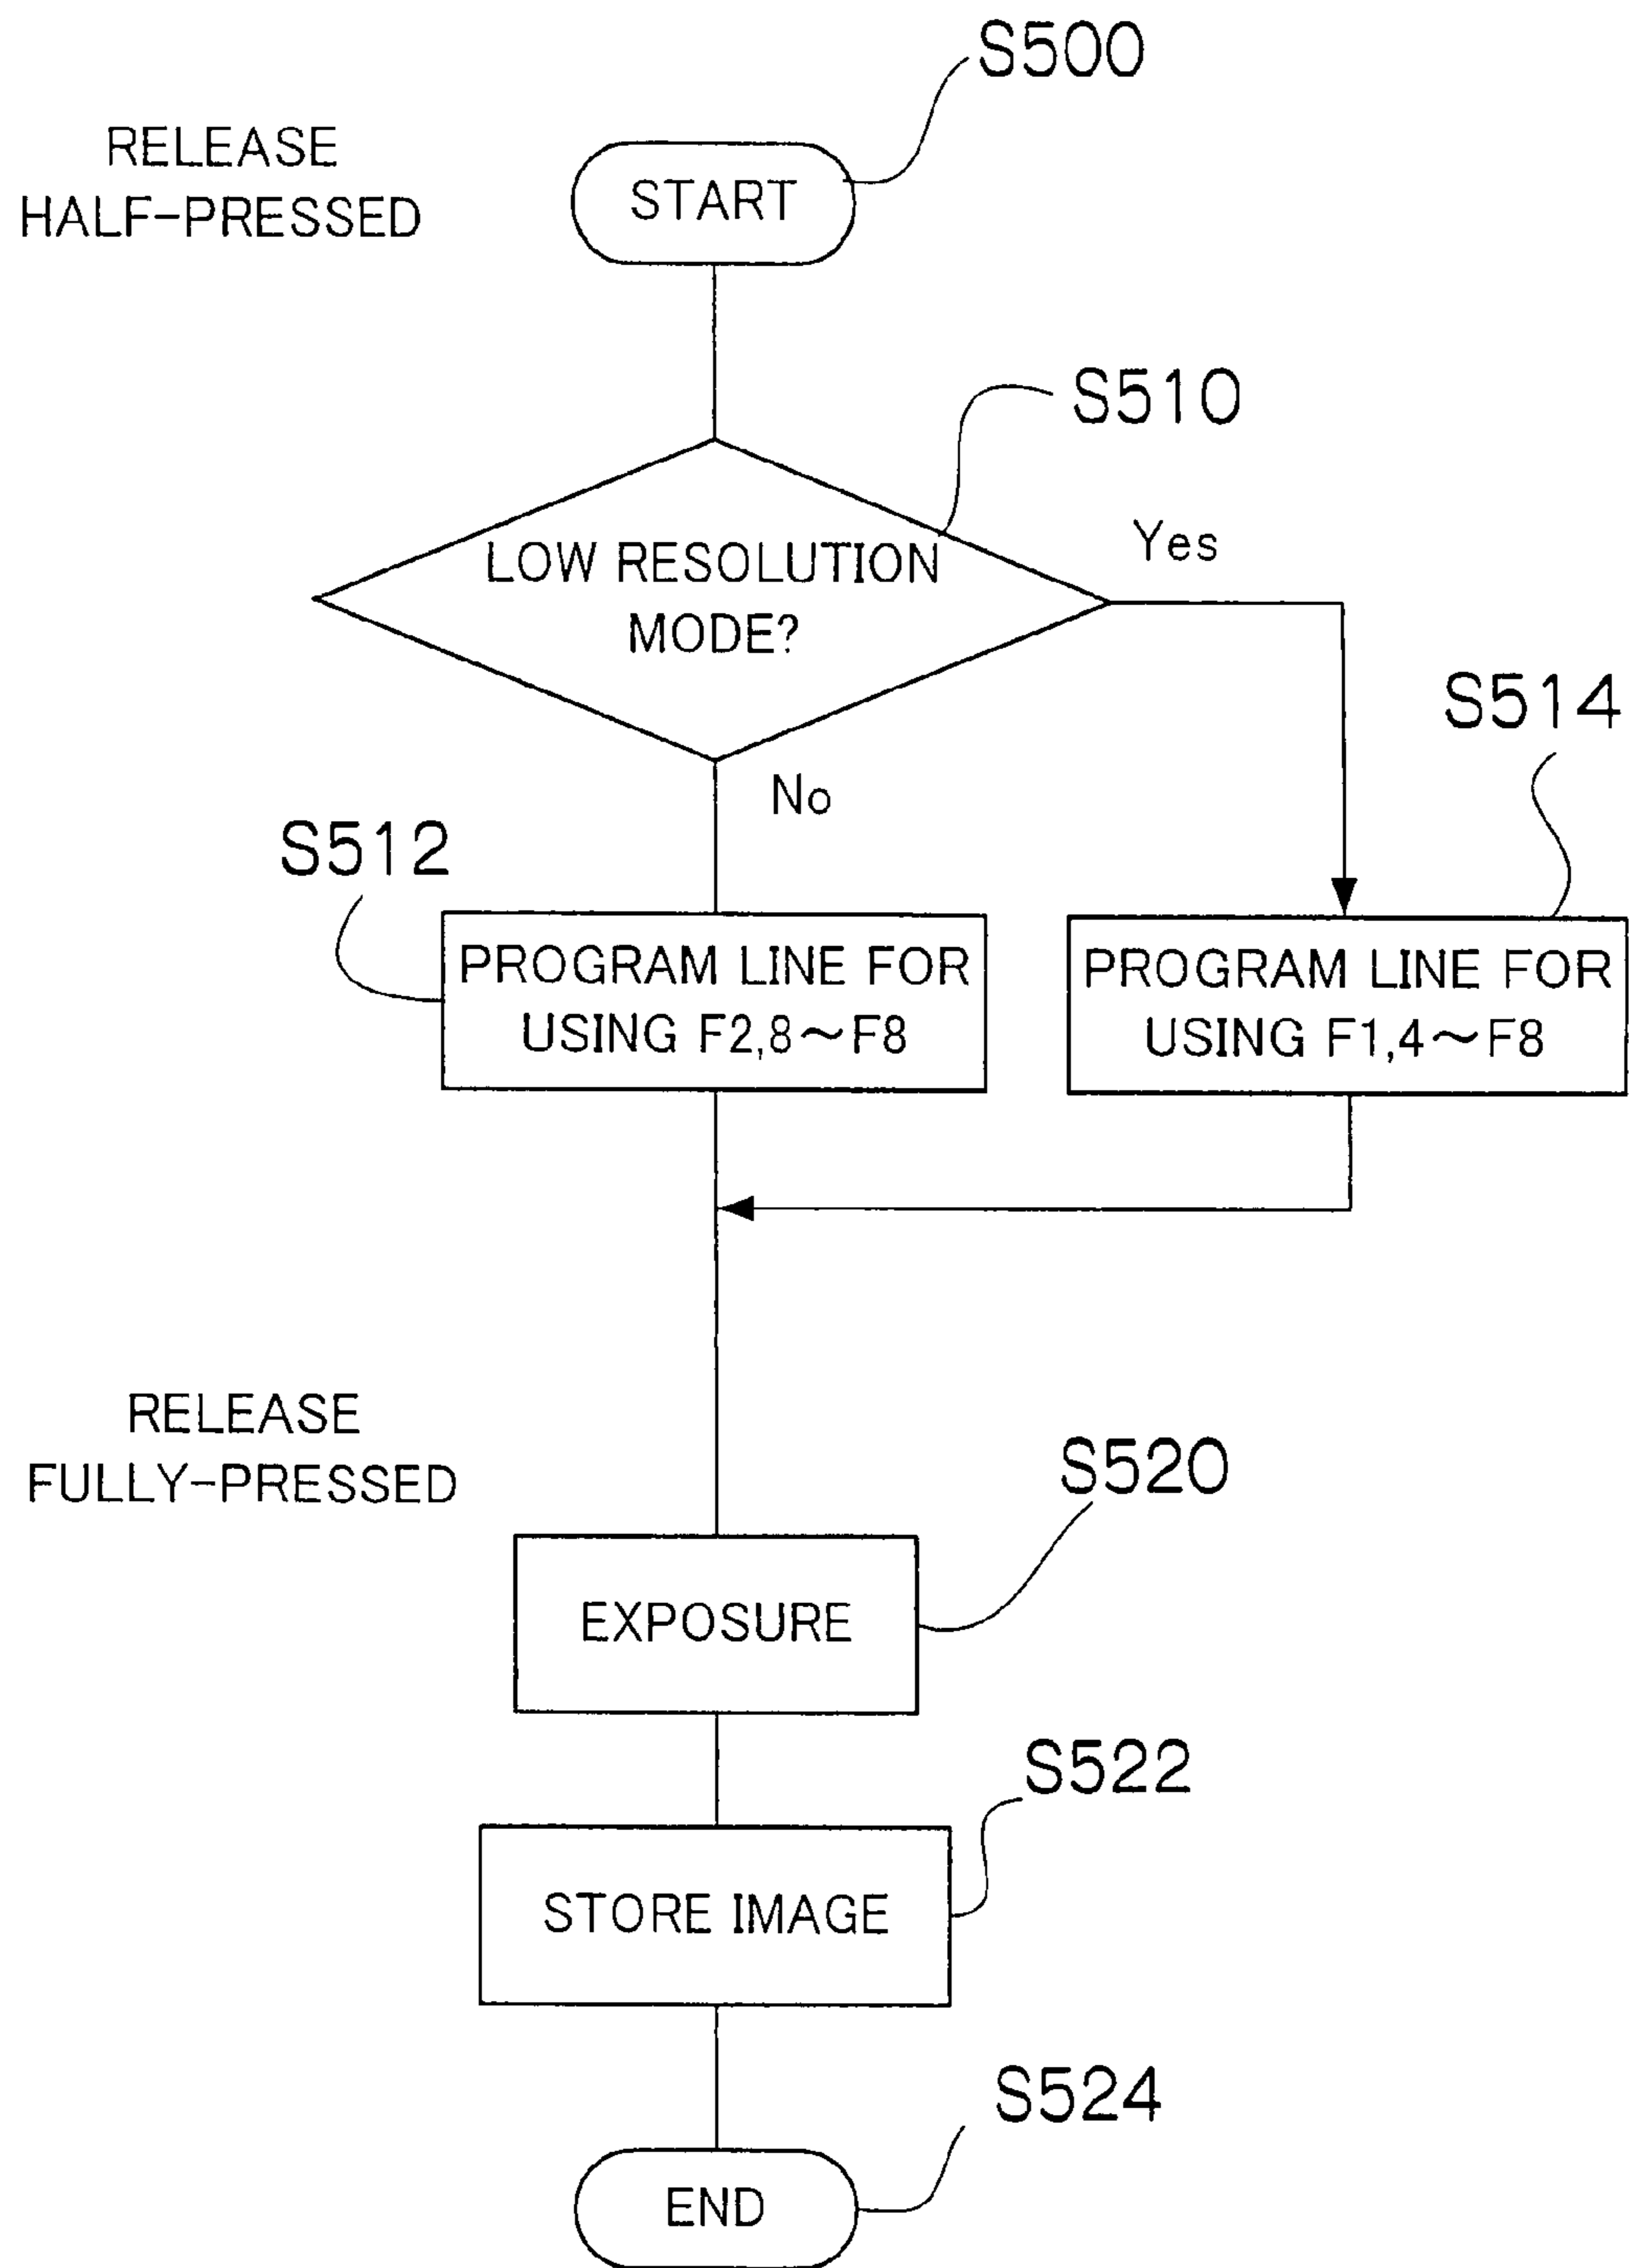 S500
RELEASE
HALF-PRESSED
START
S510
LOW RESOLUTION
MODE?
Yes
No
S512
S514
PROGRAM LINE FOR
USING F2,8~F8
PROGRAM LINE FOR
USING F1,4~F8
RELEASE
FULLY-PRESSED
S520
EXPOSURE
S522
STORE IMAGE
S524
END